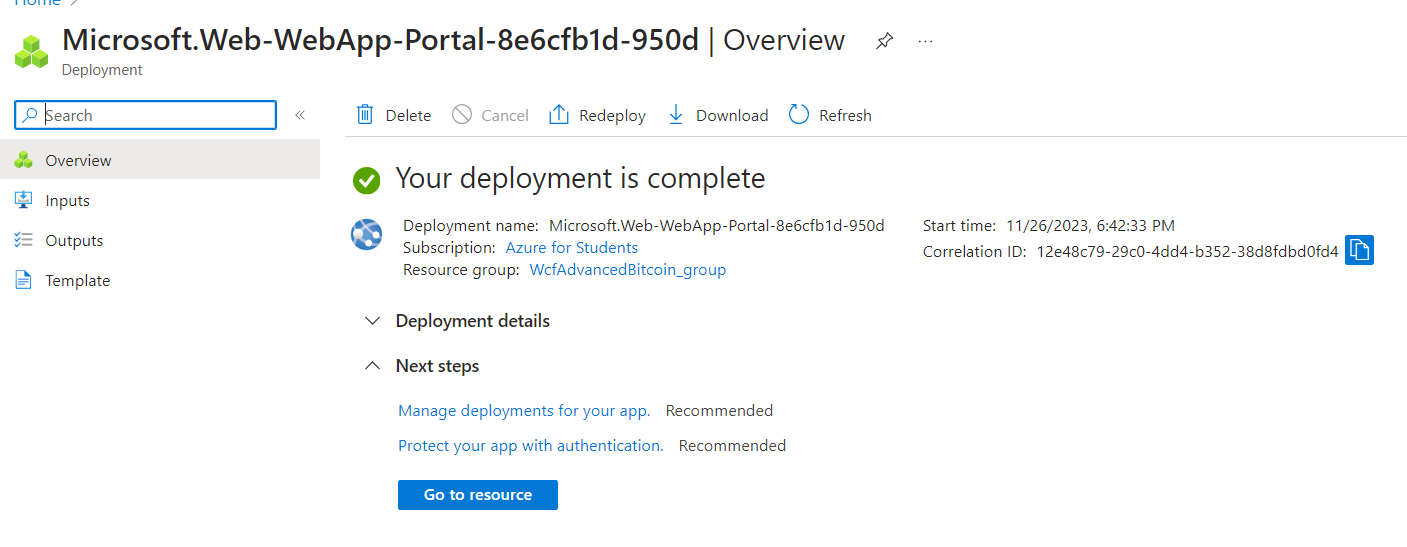 Home
Microsoft.Web-WebApp-Portal-8e6cfb1d-950d | Overview
Deployment
Search
Delete Cancel Redeploy Download Refresh
Overview
Inputs
Outputs
Template
Your deployment is complete
Deployment name: Microsoft.Web-WebApp-Portal-8e6cfb1d-950d
Subscription: Azure for Students
Resource group: WcfAdvancedBitcoin_group
Start time: 11/26/2023, 6:42:33 PM
Correlation ID: 12e48c79-29c0-4dd4-b352-38d8fdbd0fd4
Deployment details
Next steps
Manage deployments for your app. Recommended
Protect your app with authentication. Recommended
Go to resource